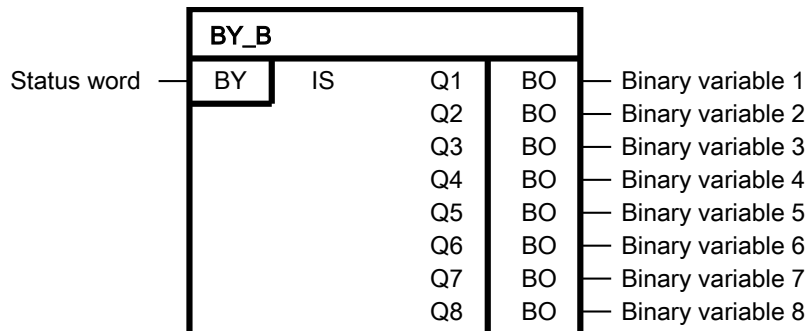 BY_B
Status word BY IS Q1 BO Binary variable 1
Q2 BO Binary variable 2
Q3 BO Binary variable 3
Q4 BO Binary variable 4
Q5 BO Binary variable 5
Q6 BO Binary variable 6
Q7 BO Binary variable 7
Q8 BO Binary variable 8